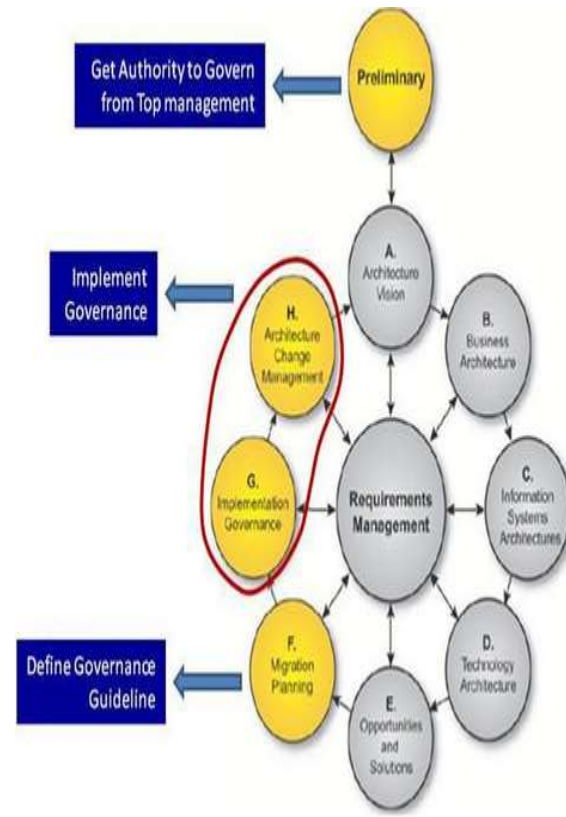 Get Authority to Govern
from Top management
Preliminary
Implement
Governance
A.
Architecture
Vision
H.
Architecture
Change
Management
B.
Business
Architecture
G.
Implementation
Governance
Requirements
Management
C.
Information
Systems
Architectures
Define Governance
Guideline
F.
Migration
Planning
D.
Technology
Architecture
E.
Opportunities
and
Solutions